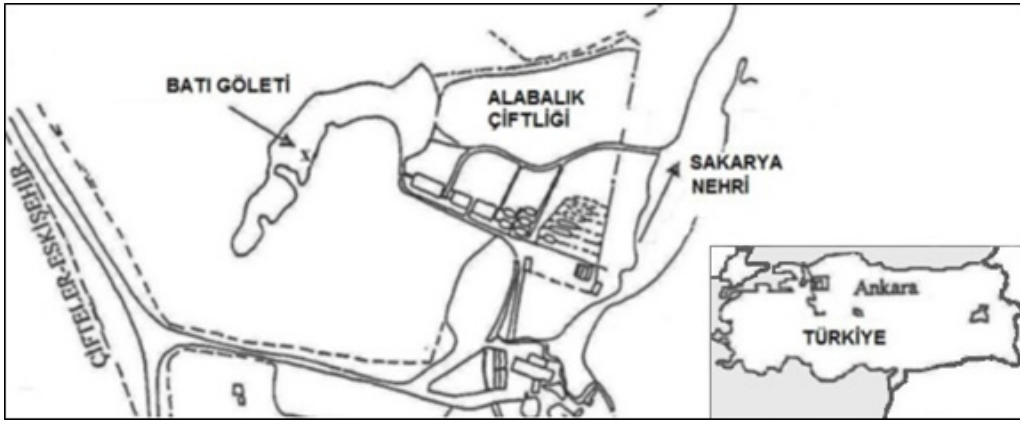 BATI GÖLETİ
X
ALABALIK
ÇİFTLİĞİ
SAKARYA
NEHRİ
ÇİFTELER-ESKİŞEHİR
Ankara
TÜRKİYE